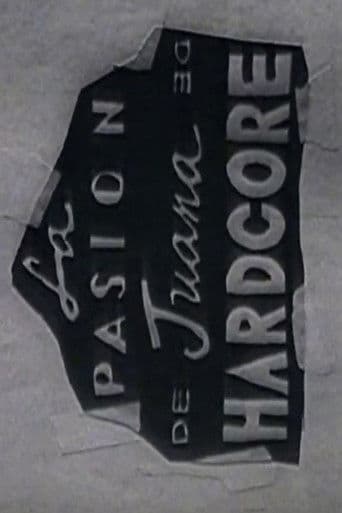 La
PASION
DE Juana DE
HARDCORE